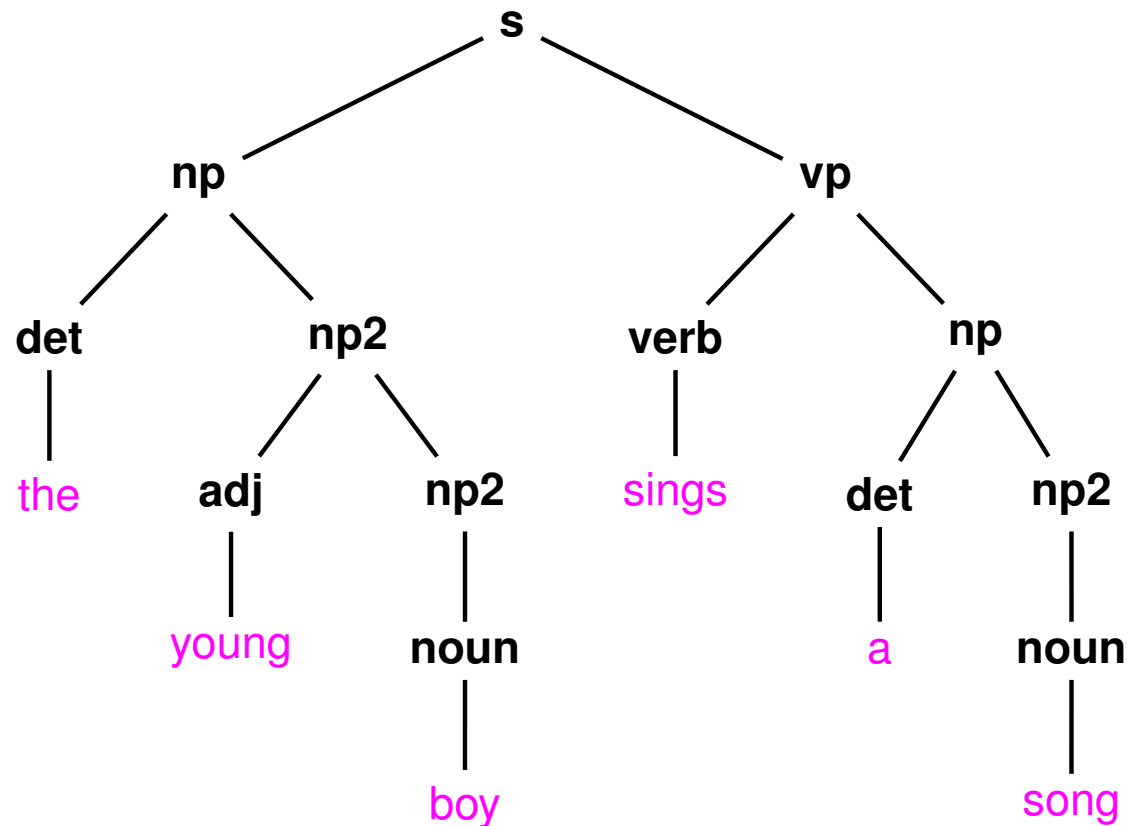 s
np vp
det np2 verb np
the adj np2 sings det np2
young noun a noun
boy song